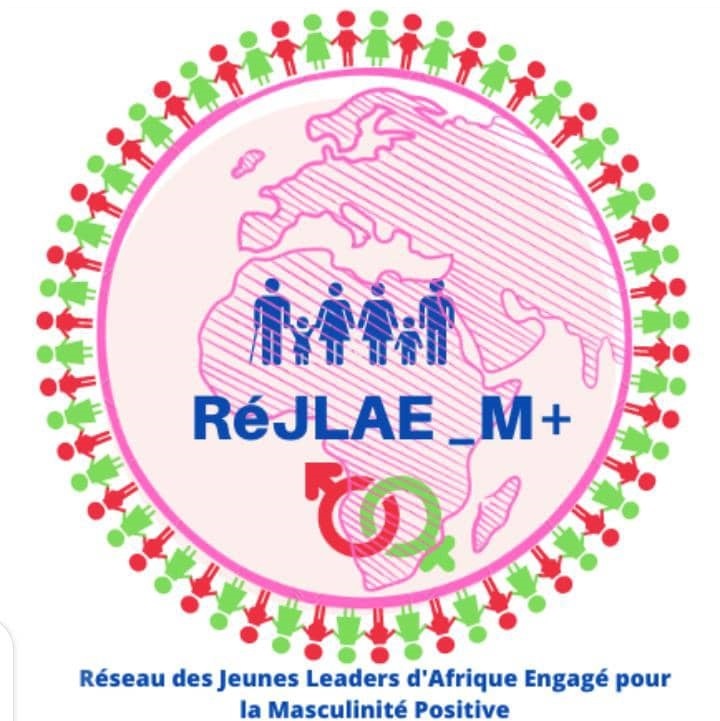 RéJLAE _M+
Réseau des Jeunes Leaders d'Afrique Engagé pour
la Masculinité Positive